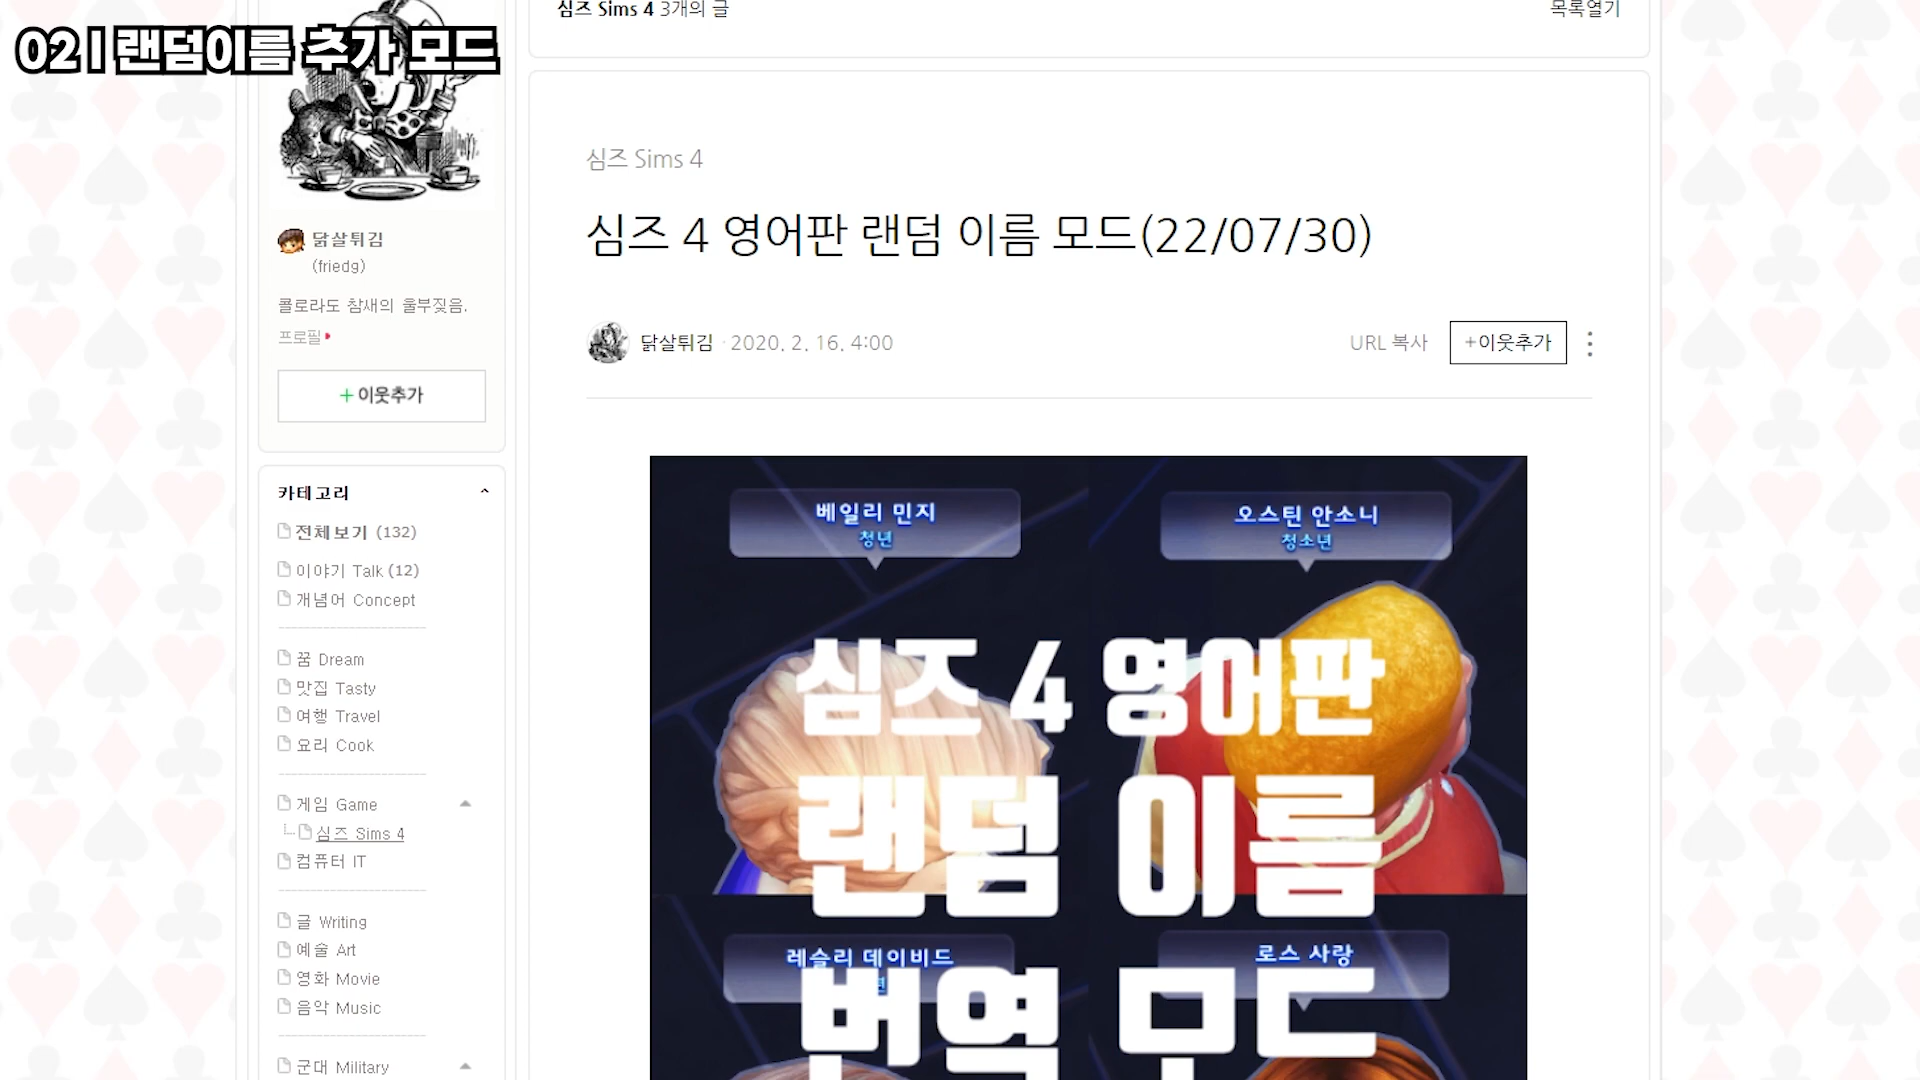 02 | 랜덤이름 추가 모드
심즈 Sims 4 3개의 글
목록열기
닭살튀김
(friedg)
콜로라도 참새의 울부짖음.
프로필
+ 이웃추가
카테고리
전체보기 (132)
이야기 Talk (12)
개념어 Concept
꿈 Dream
맛집 Tasty
여행 Travel
요리 Cook
게임 Game
심즈 Sims 4
컴퓨터 IT
글 Writing
예술 Art
영화 Movie
음악 Music
군대 Military
심즈 Sims 4
심즈 4 영어판 랜덤 이름 모드(22/07/30)
닭살튀김 · 2020. 2. 16. 4:00
URL 복사
+이웃추가
베일리 민지
청년
오스틴 안소니
청소년
심즈 4 영어판
랜덤 이름
레슬리 데이비드
로스 사랑
번역 모드